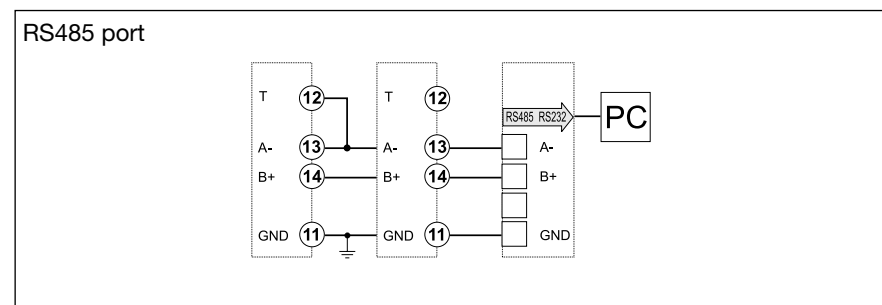 RS485 port
T 12 T 12
RS485 RS232 PC
A- 13 A- 13 A-
B+ 14 B+ 14 B+
GND 11 GND 11 GND